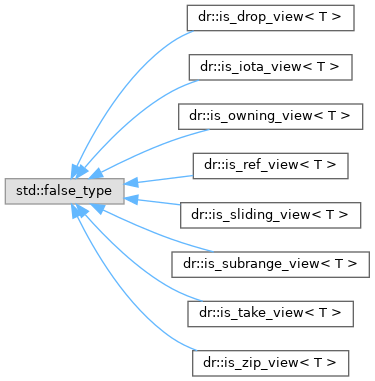 dr::is_drop_view< T >
dr::is_iota_view< T >
dr::is_owning_view< T >
dr::is_ref_view< T >
std::false_type
dr::is_sliding_view< T >
dr::is_subrange_view< T >
dr::is_take_view< T >
dr::is_zip_view< T >